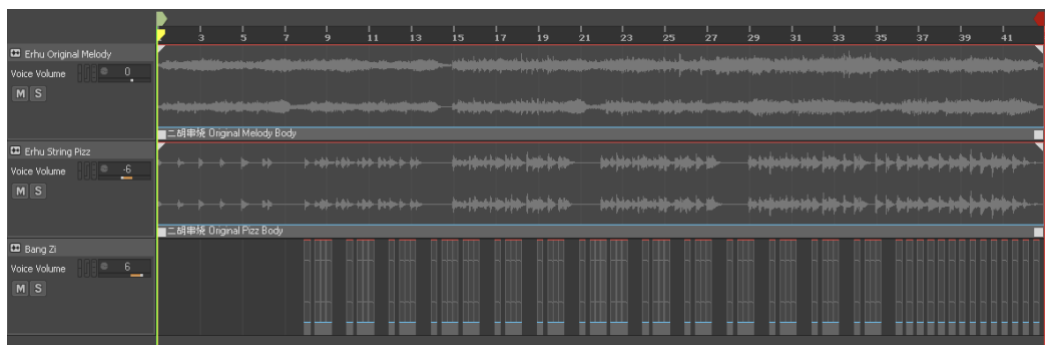 3 5 7 9 11 13 15 17 19 21 23 25 27 29 31 33 35 37 39 41
Erhu Original Melody
Voice Volume 0
M S
二胡串烧 Original Melody Body
Erhu String Pizz
Voice Volume -6
M S
二胡串烧 Original Pizz Body
Bang Zi
Voice Volume 6
M S